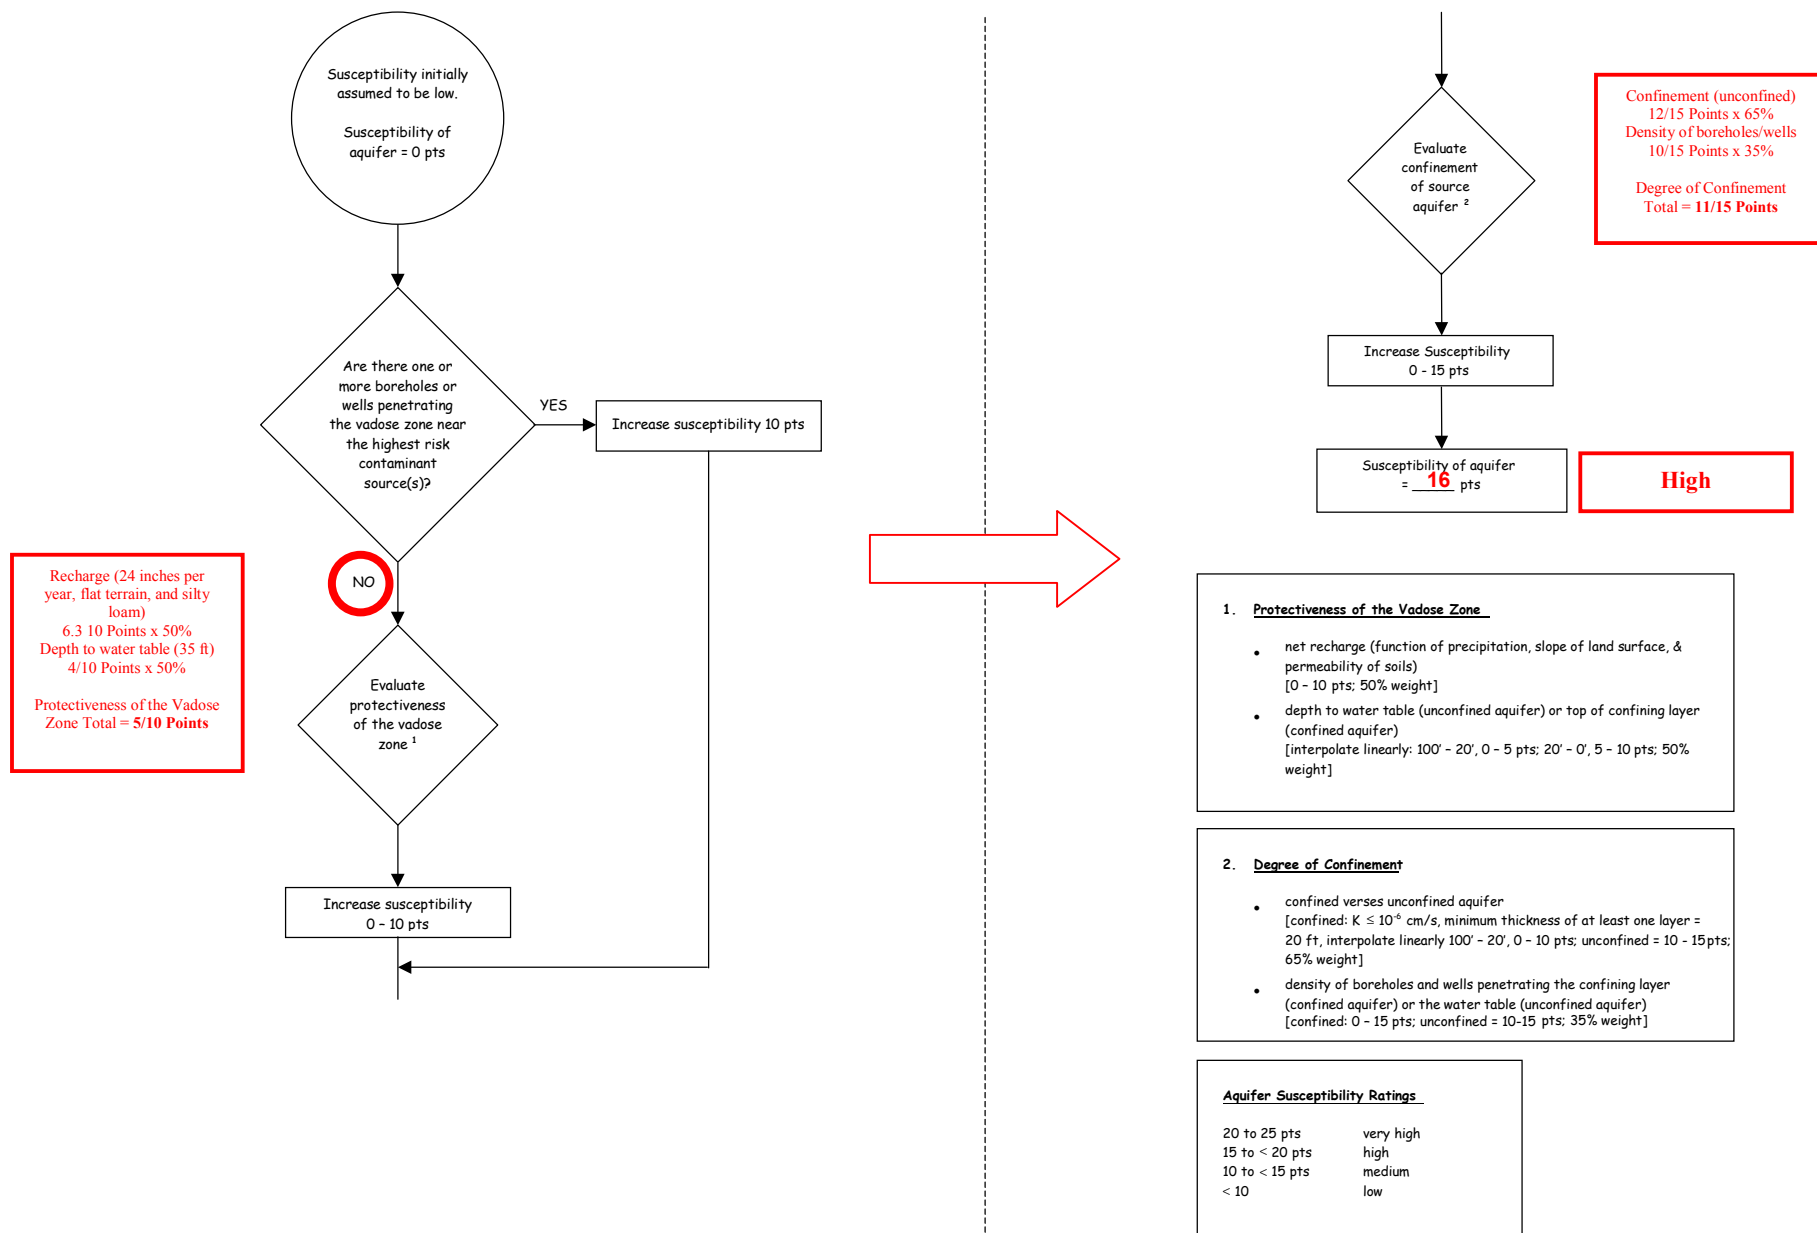 Susceptibility initially
assumed to be low.
Susceptibility of
aquifer = 0 pts
Are there one or
more boreholes or
wells penetrating
the vadose zone near
the highest risk
contaminant
source(s)?
YES
Increase susceptibility 10 pts
NO
Recharge (24 inches per
year, flat terrain, and silty
loam)
6.3 10 Points x 50%
Depth to water table (35 ft)
4/10 Points x 50%
Protectiveness of the Vadose
Zone Total = 5/10 Points
Evaluate
protectiveness
of the vadose
zone ¹
Increase susceptibility
0 – 10 pts
Evaluate
confinement
of source
aquifer ²
Confinement (unconfined)
12/15 Points x 65%
Density of boreholes/wells
10/15 Points x 35%
Degree of Confinement
Total = 11/15 Points
Increase Susceptibility
0 - 15 pts
Susceptibility of aquifer
= __16__ pts
High
1. Protectiveness of the Vadose Zone
• net recharge (function of precipitation, slope of land surface, &
permeability of soils)
[0 – 10 pts; 50% weight]
• depth to water table (unconfined aquifer) or top of confining layer
(confined aquifer)
[interpolate linearly: 100’ – 20’, 0 – 5 pts; 20’ – 0’, 5 – 10 pts; 50%
weight]
2. Degree of Confinement
• confined verses unconfined aquifer
[confined: K ≤ 10⁻⁶ cm/s, minimum thickness of at least one layer =
20 ft, interpolate linearly 100’ – 20’, 0 – 10 pts; unconfined = 10 - 15 pts;
65% weight]
• density of boreholes and wells penetrating the confining layer
(confined aquifer) or the water table (unconfined aquifer)
[confined: 0 – 15 pts; unconfined = 10-15 pts; 35% weight]
Aquifer Susceptibility Ratings
20 to 25 pts very high
15 to < 20 pts high
10 to < 15 pts medium
< 10 low